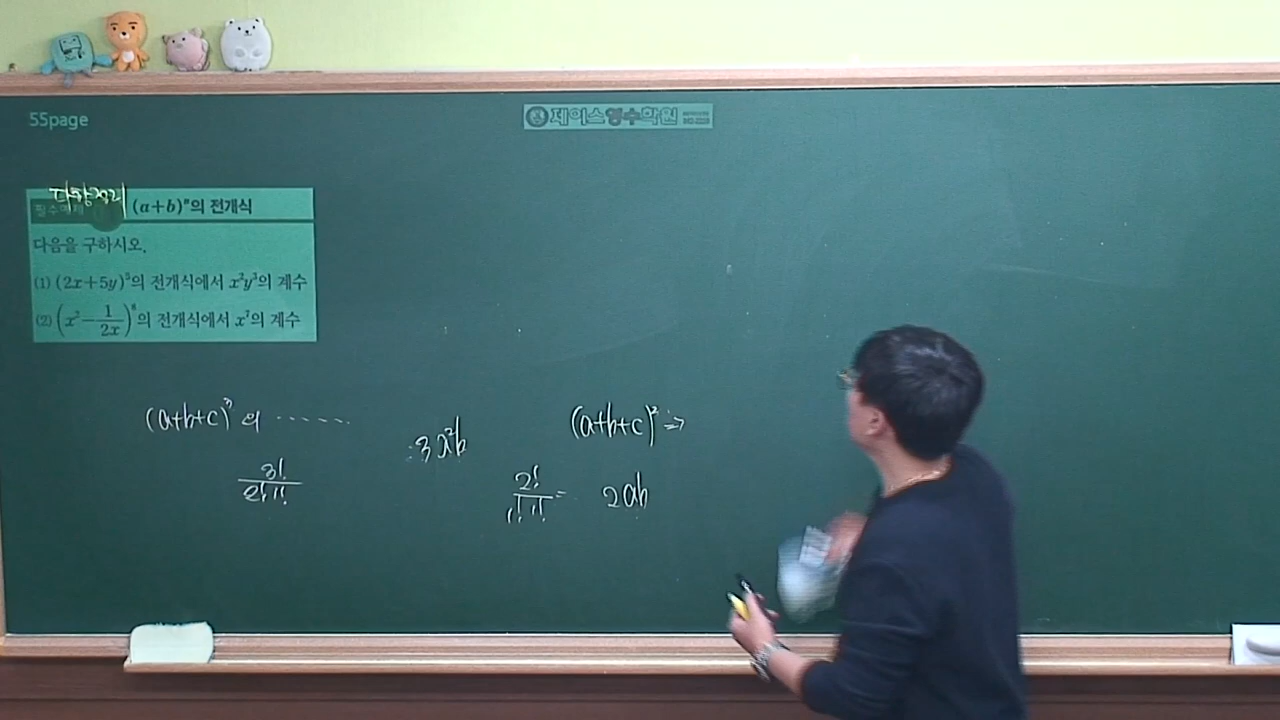 55page
제이스영수학원
다항정리
필수예제 (a+b)ⁿ의 전개식
다음을 구하시오.
(1) (2x+5y)⁵의 전개식에서 x²y³의 계수
(2) (x²-1/2x)⁸의 전개식에서 x⁷의 계수
(a+b+c)³ 의 ......
3a²b
(a+b+c)² ⇒
3!/2! 1!
2!/1! 1! =
2ab